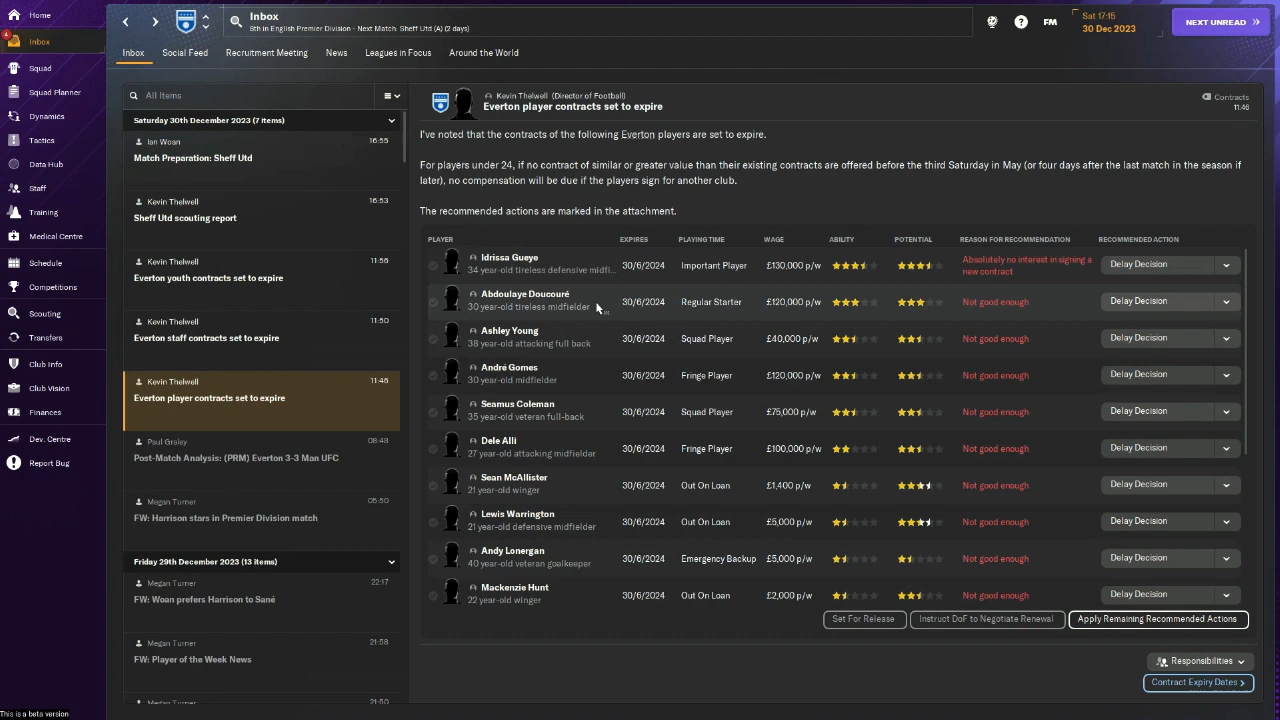 Home
Inbox
4
Squad
Squad Planner
Dynamics
Tactics
Data Hub
Staff
Training
Medical Centre
Schedule
Competitions
Scouting
Transfers
Club Info
Club Vision
Finances
Dev. Centre
Report Bug
This is a beta version
Inbox
8th in English Premier Division - Next Match: Sheff Utd (A) (2 days)
FM
Sat 17:15
30 Dec 2023
NEXT UNREAD
Inbox Social Feed Recruitment Meeting News Leagues in Focus Around the World
All Items
Saturday 30th December 2023 (7 items)
Ian Woan 16:55
Match Preparation: Sheff Utd
Kevin Thelwell 16:53
Sheff Utd scouting report
Kevin Thelwell 11:56
Everton youth contracts set to expire
Kevin Thelwell 11:50
Everton staff contracts set to expire
Kevin Thelwell 11:46
Everton player contracts set to expire
Paul Graley 08:48
Post-Match Analysis: (PRM) Everton 3-3 Man UFC
Megan Turner 05:50
FW: Harrison stars in Premier Division match
Friday 29th December 2023 (13 items)
Megan Turner 22:17
FW: Woan prefers Harrison to Sané
Megan Turner 21:58
FW: Player of the Week News
Megan Turner 21:50
Kevin Thelwell (Director of Football)
Everton player contracts set to expire
Contracts
11:46
I've noted that the contracts of the following Everton players are set to expire.
For players under 24, if no contract of similar or greater value than their existing contracts are offered before the third Saturday in May (or four days after the last match in the season if
later), no compensation will be due if the players sign for another club.
The recommended actions are marked in the attachment.
PLAYER EXPIRES PLAYING TIME WAGE ABILITY POTENTIAL REASON FOR RECOMMENDATION RECOMMENDED ACTION
Idrissa Gueye
34 year-old tireless defensive midfi... 30/6/2024 Important Player £130,000 p/w Absolutely no interest in signing a new contract Delay Decision
Abdoulaye Doucouré
30 year-old tireless midfielder 30/6/2024 Regular Starter £120,000 p/w Not good enough Delay Decision
Ashley Young
38 year-old attacking full back 30/6/2024 Squad Player £40,000 p/w Not good enough Delay Decision
André Gomes
30 year-old midfielder 30/6/2024 Fringe Player £120,000 p/w Not good enough Delay Decision
Seamus Coleman
35 year-old veteran full-back 30/6/2024 Squad Player £75,000 p/w Not good enough Delay Decision
Dele Alli
27 year-old attacking midfielder 30/6/2024 Fringe Player £100,000 p/w Not good enough Delay Decision
Sean McAllister
21 year-old winger 30/6/2024 Out On Loan £1,400 p/w Not good enough Delay Decision
Lewis Warrington
21 year-old defensive midfielder 30/6/2024 Out On Loan £5,000 p/w Not good enough Delay Decision
Andy Lonergan
40 year-old veteran goalkeeper 30/6/2024 Emergency Backup £5,000 p/w Not good enough Delay Decision
Mackenzie Hunt
22 year-old winger 30/6/2024 Out On Loan £2,000 p/w Not good enough Delay Decision
Set For Release Instruct DoF to Negotiate Renewal Apply Remaining Recommended Actions
Responsibilities
Contract Expiry Dates